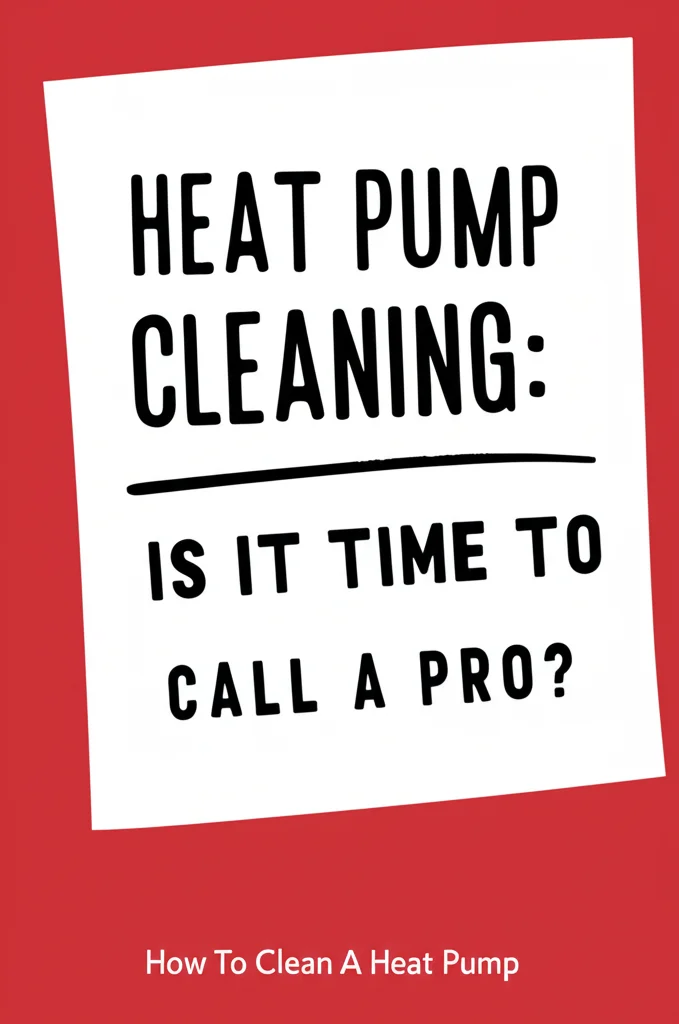 HEAT PUMP
CLEANING:
IS IT TIME TO
CALL A PRO?
How To Clean A Heat Pump